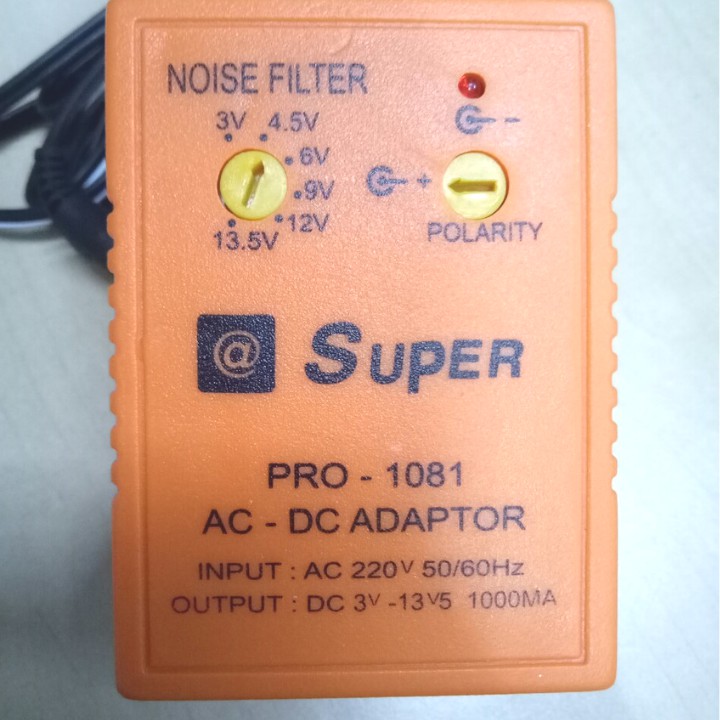 NOISE FILTER
3V 4.5V
6V
9V
12V
13.5V
-
+
POLARITY
@ SUPER
PRO - 1081
AC - DC ADAPTOR
INPUT : AC 220V 50/60Hz
OUTPUT : DC 3V -13V5 1000MA